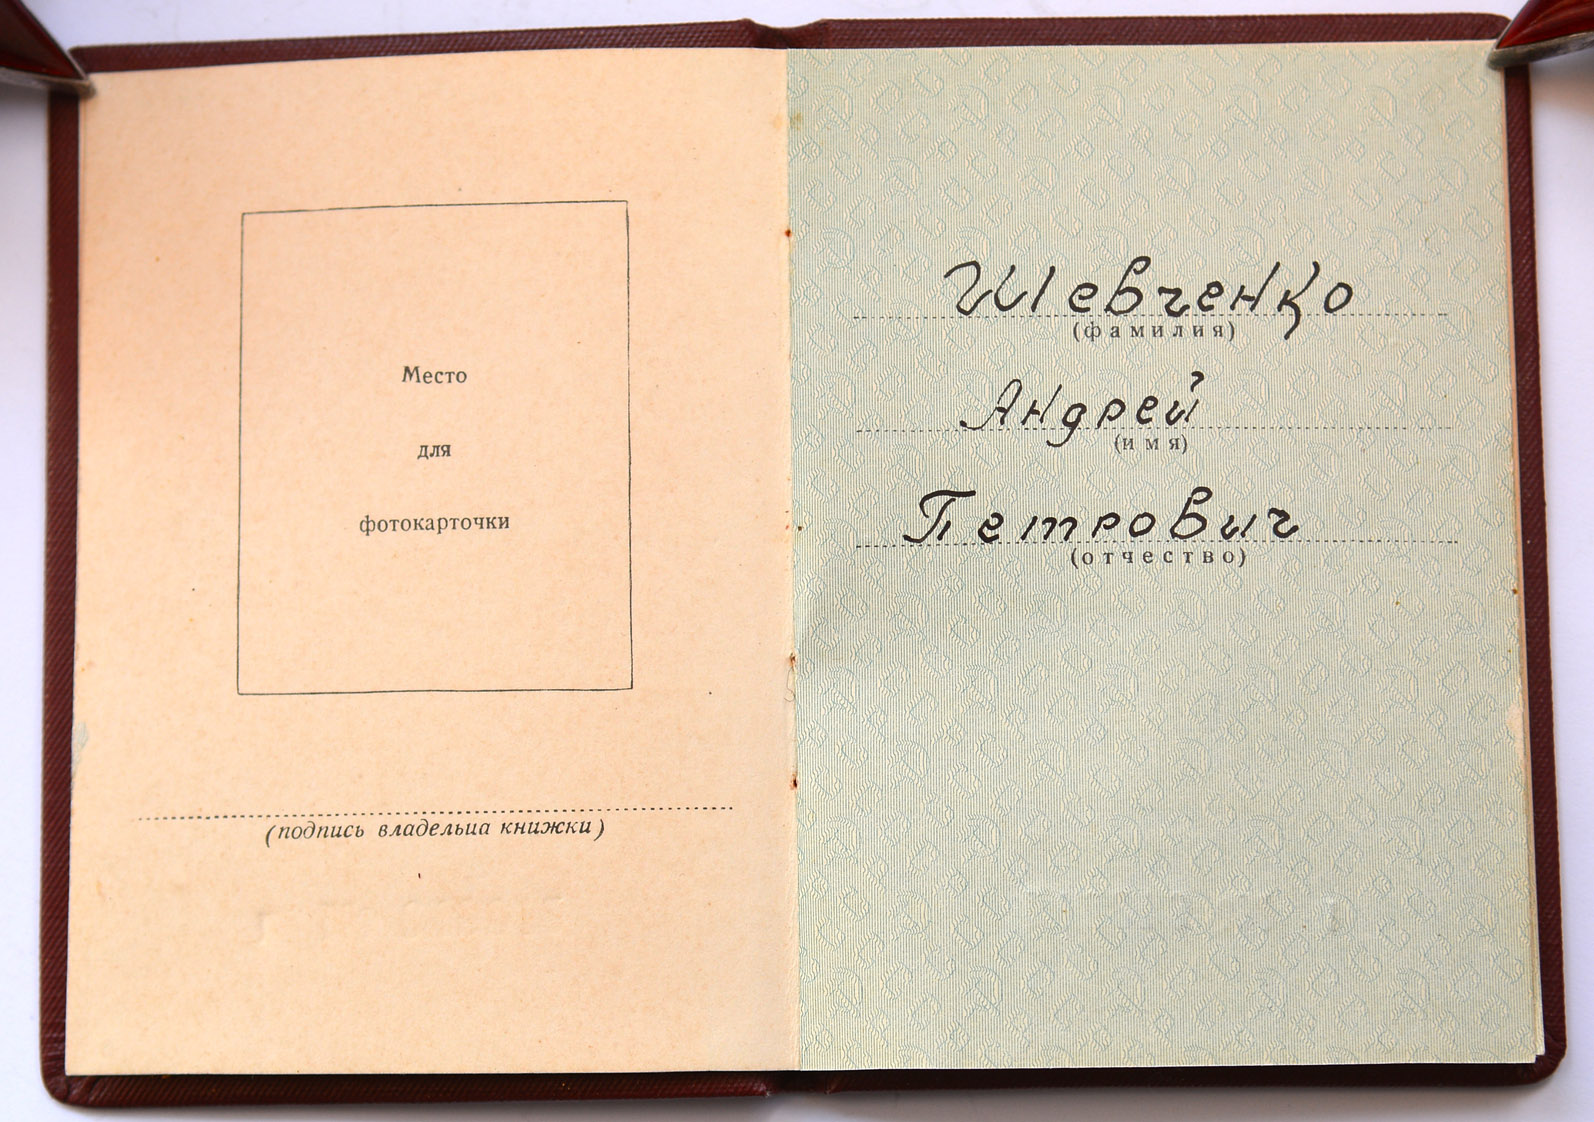 Место
для
фотокарточки
(подпись владельца книжки)
Шевченко
(фамилия)
Андрей
(имя)
Петрович
(отчество)